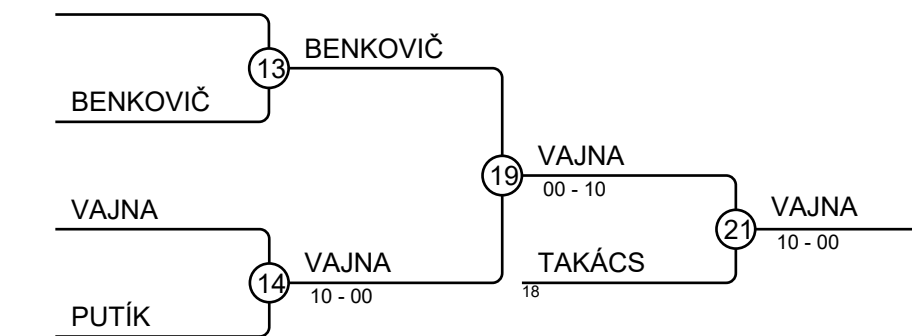 13
BENKOVIČ
BENKOVIČ
19
VAJNA
00 - 10
VAJNA
21
VAJNA
10 - 00
14
VAJNA
10 - 00
TAKÁCS
18
PUTÍK